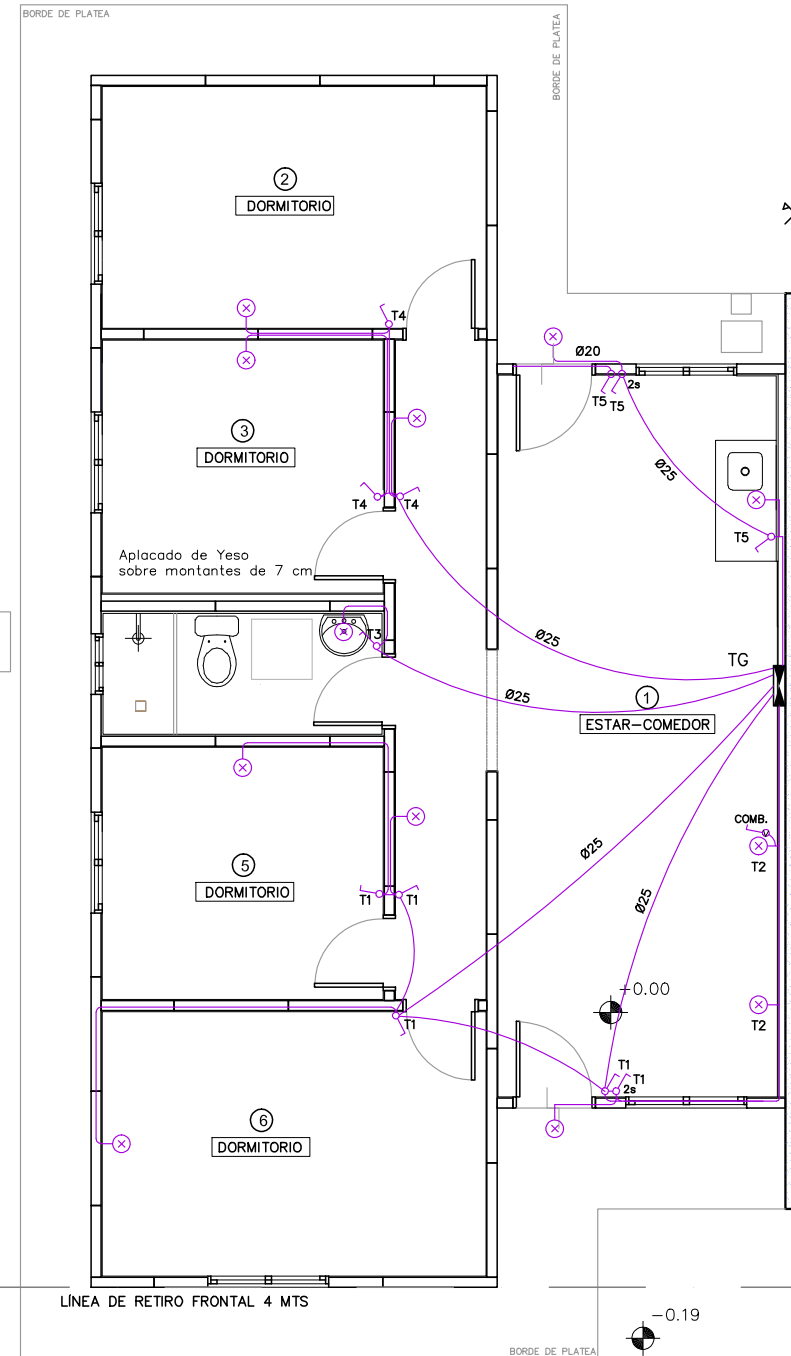 BORDE DE PLATEA
BORDE DE PLATEA
2
DORMITORIO
T4
Ø20
2s
T5
T5
3
DORMITORIO
Ø25
T4
T4
T5
Aplacado de Yeso
sobre montantes de 7 cm
T3
Ø25
TG
Ø25
1
ESTAR-COMEDOR
COMB.
Ø25
T2
5
DORMITORIO
T1
T1
Ø25
+0.00
T1
T2
T1
T1
2s
6
DORMITORIO
LÍNEA DE RETIRO FRONTAL 4 MTS
-0.19
BORDE DE PLATEA